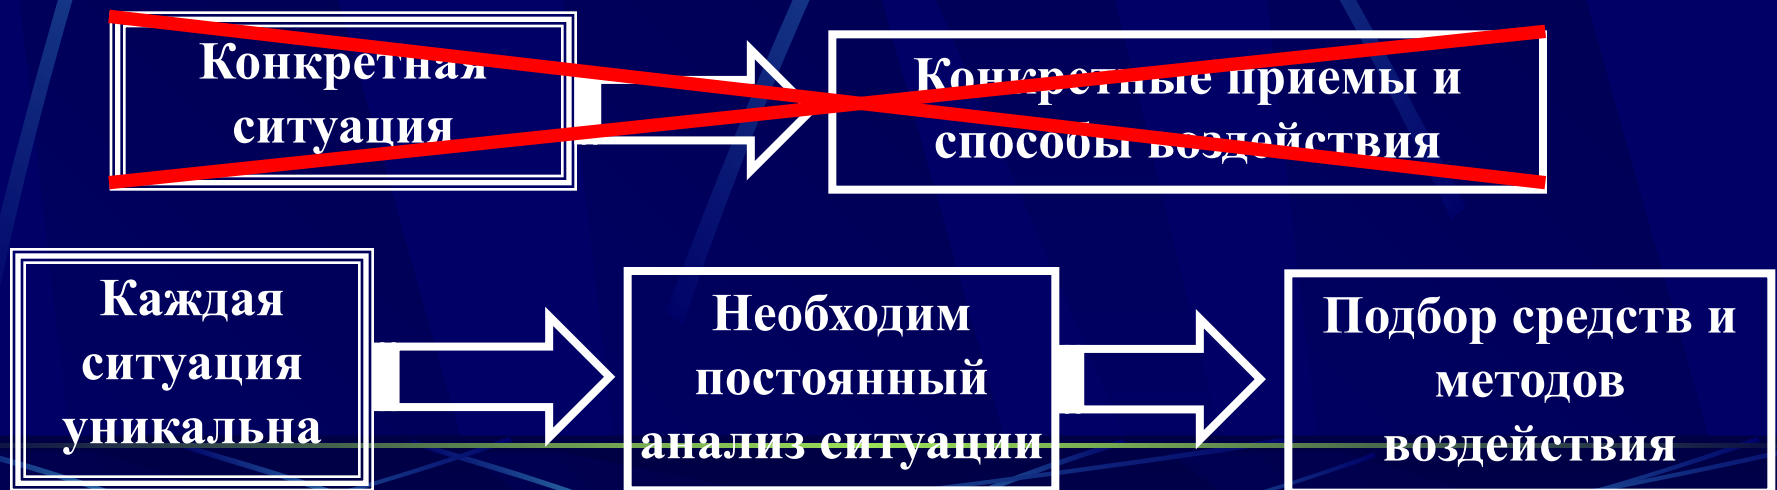 Конкретная
ситуация
Конкретные приемы и
способы воздействия
Каждая
ситуация
уникальна
Необходим
постоянный
анализ ситуации
Подбор средств и
методов
воздействия